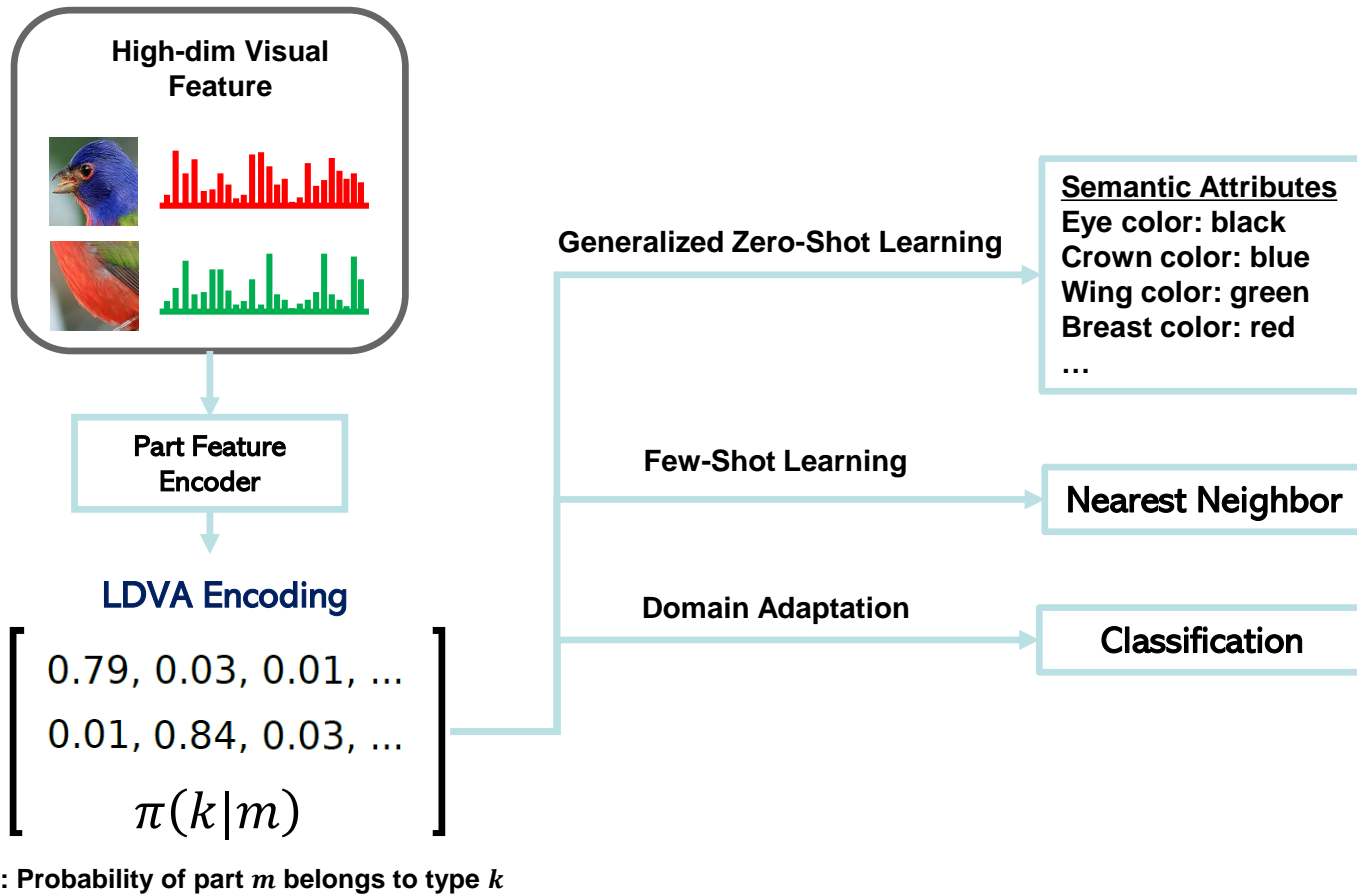 High-dim Visual
Feature
Part Feature
Encoder
LDVA Encoding
0.79, 0.03, 0.01, ...
0.01, 0.84, 0.03, ...
π(k|m)
: Probability of part m belongs to type k
Generalized Zero-Shot Learning
Semantic Attributes
Eye color: black
Crown color: blue
Wing color: green
Breast color: red
…
Few-Shot Learning
Nearest Neighbor
Domain Adaptation
Classification